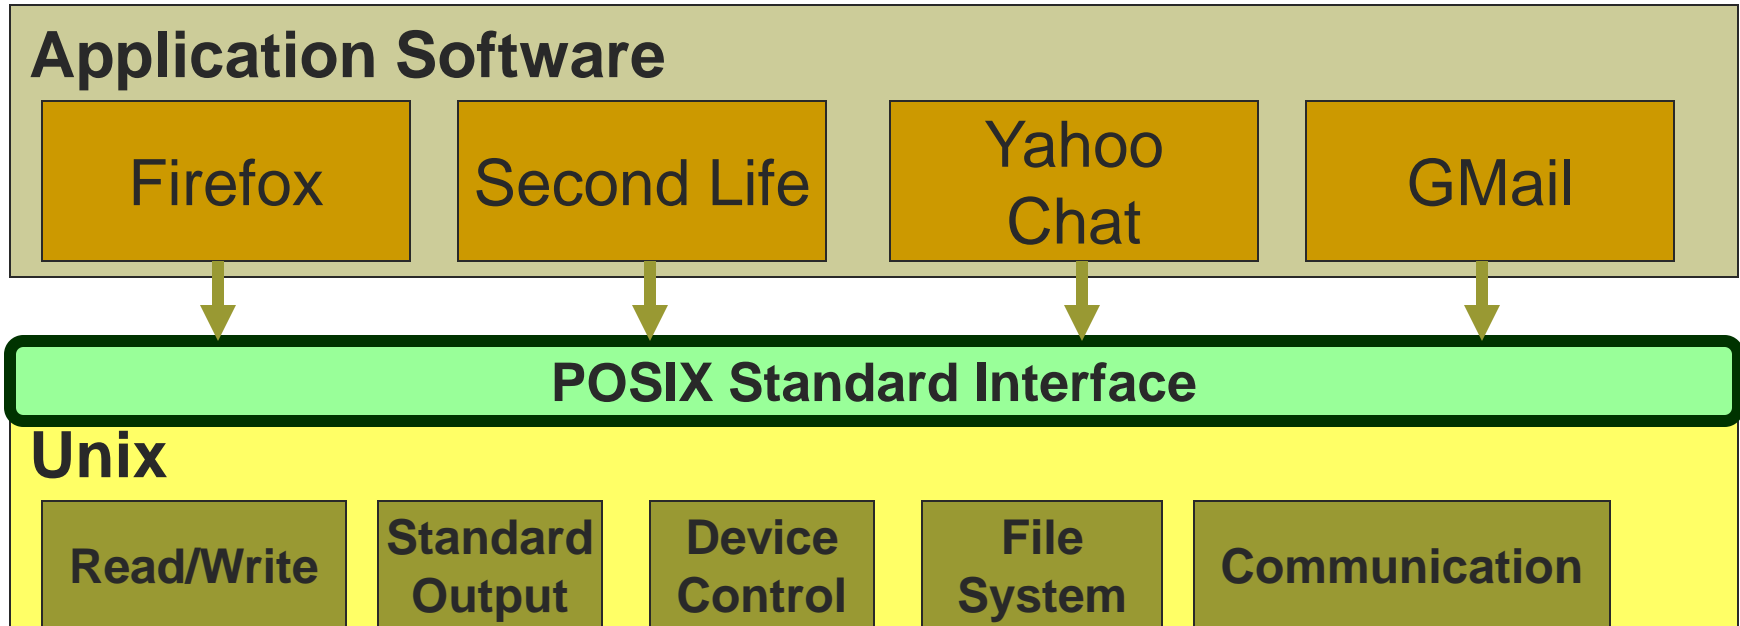 Application Software
Firefox
Second Life
Yahoo
Chat
GMail
POSIX Standard Interface
Unix
Read/Write
Standard
Output
Device
Control
File
System
Communication